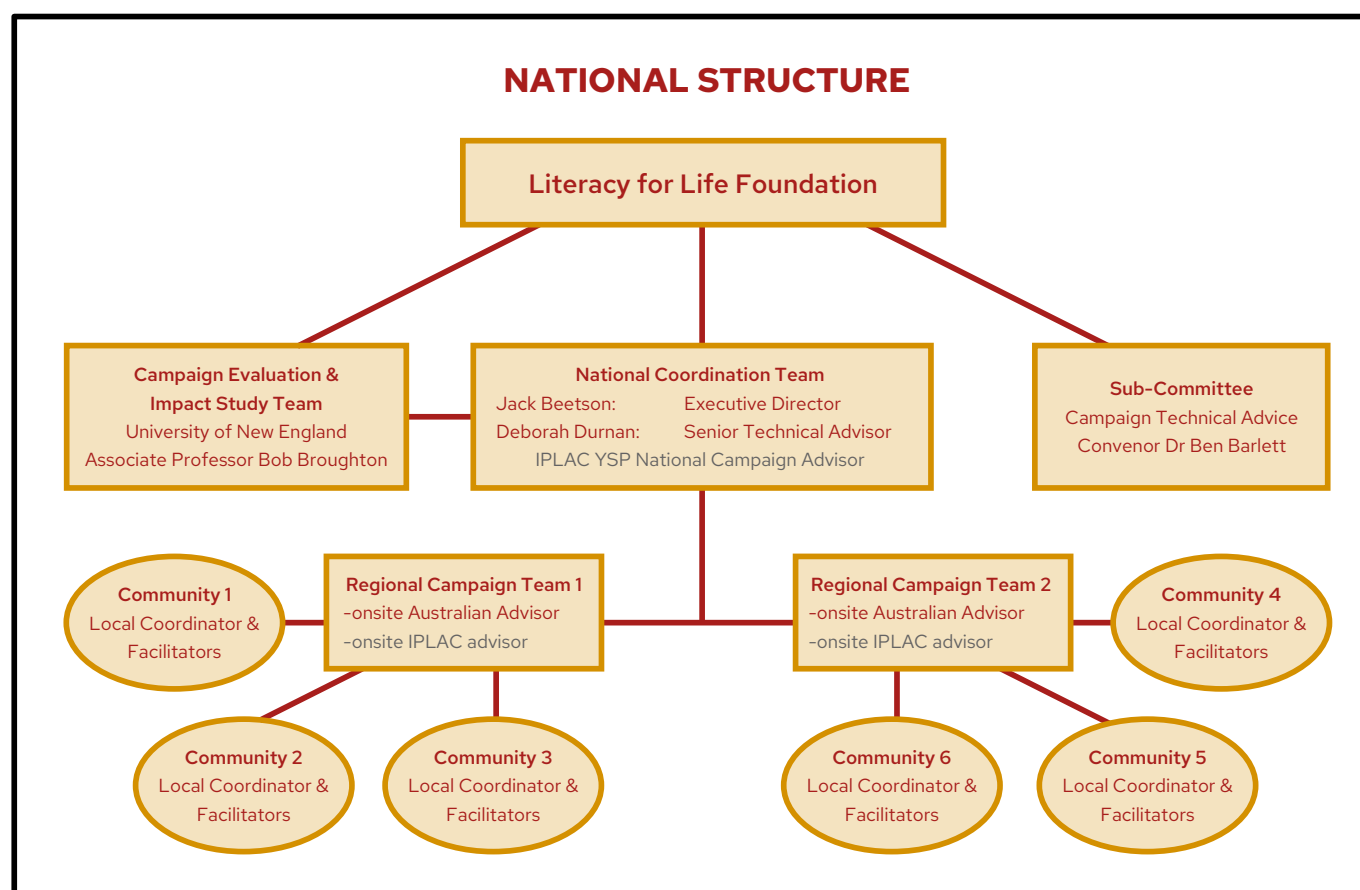 NATIONAL STRUCTURE
Literacy for Life Foundation
Campaign Evaluation &
Impact Study Team
University of New England
Associate Professor Bob Broughton
National Coordination Team
Jack Beetson: Executive Director
Deborah Durnan: Senior Technical Advisor
IPLAC YSP National Campaign Advisor
Sub-Committee
Campaign Technical Advice
Convenor Dr Ben Barlett
Community 1
Local Coordinator &
Facilitators
Regional Campaign Team 1
-onsite Australian Advisor
-onsite IPLAC advisor
Regional Campaign Team 2
-onsite Australian Advisor
-onsite IPLAC advisor
Community 4
Local Coordinator &
Facilitators
Community 2
Local Coordinator &
Facilitators
Community 3
Local Coordinator &
Facilitators
Community 6
Local Coordinator &
Facilitators
Community 5
Local Coordinator &
Facilitators